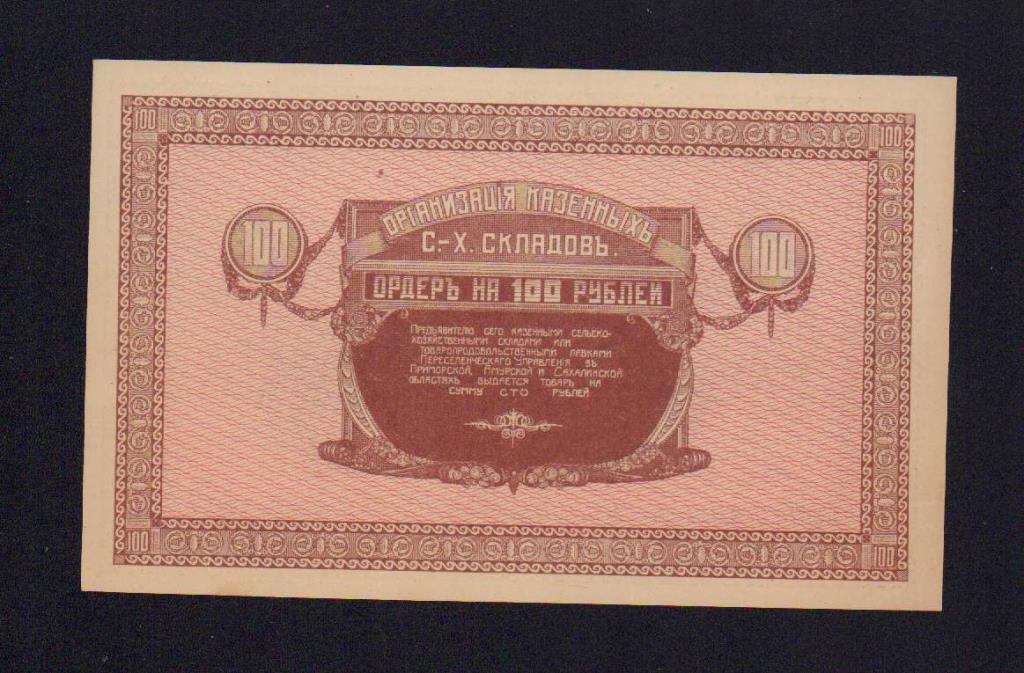 100 100
ОРГАНИЗАЦІЯ КАЗЕННЫХЪ
С.-Х. СКЛАДОВЪ.
100 100
ОРДЕРЪ НА 100 РУБЛЕЙ
ПРЕДЪЯВИТЕЛЮ СЕГО КАЗЕННЫМИ СЕЛЬСКО-
ХОЗЯЙСТВЕННЫМИ СКЛАДАМИ ИЛИ
ТОВАРОПРОДОВОЛЬСТВЕННЫМИ ЛАВКАМИ
ПЕРЕСЕЛЕНЧЕСКАГО УПРАВЛЕНІЯ ВЪ
ПРИМОРСКОЙ, АМУРСКОЙ И САХАЛИНСКОЙ
ОБЛАСТЯХЪ ВЫДАЕТСЯ ТОВАРЪ НА
СУММУ СТО РУБЛЕЙ
100 100